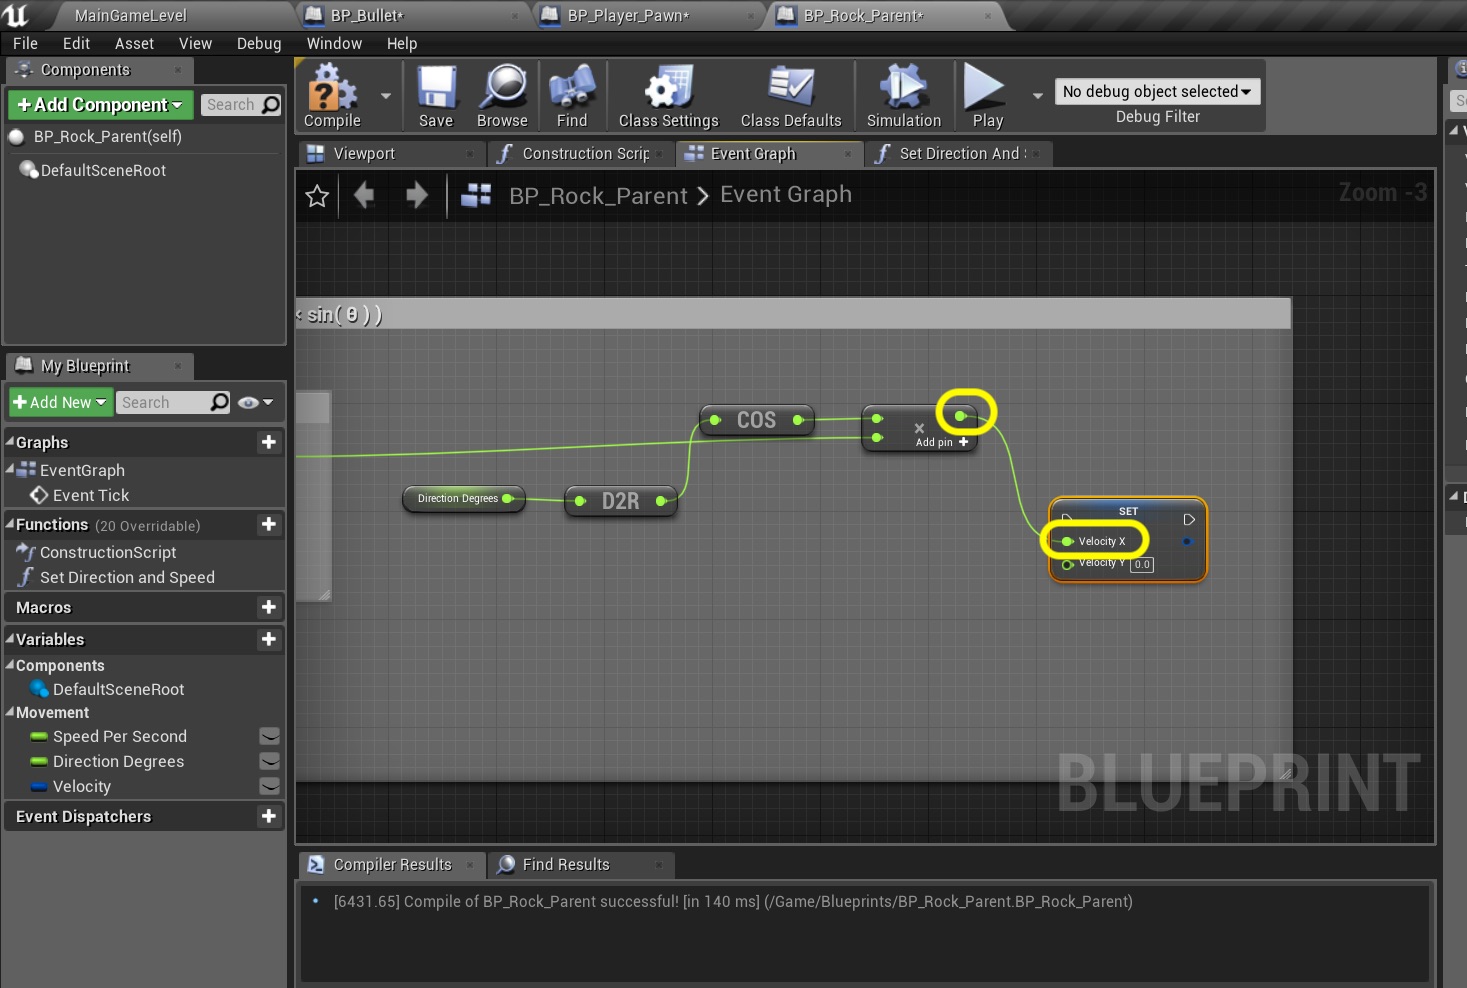 MainGameLevel
BP_Bullet*
BP_Player_Pawn*
BP_Rock_Parent*
File Edit Asset View Debug Window Help
Components
+Add Component
Search
BP_Rock_Parent(self)
DefaultSceneRoot
Compile
Save
Browse
Find
Class Settings
Class Defaults
Simulation
Play
No debug object selected
Debug Filter
Viewport
Construction Scrip
Event Graph
Set Direction And
BP_Rock_Parent > Event Graph
Zoom -3
sin( θ ) )
COS
×
Add pin +
Direction Degrees
D2R
SET
Velocity X
Velocity Y 0.0
BLUEPRINT
My Blueprint
+Add New
Search
Graphs
EventGraph
Event Tick
Functions (20 Overridable)
ConstructionScript
Set Direction and Speed
Macros
Variables
Components
DefaultSceneRoot
Movement
Speed Per Second
Direction Degrees
Velocity
Event Dispatchers
Compiler Results
Find Results
[6431.65] Compile of BP_Rock_Parent successful! [in 140 ms] (/Game/Blueprints/BP_Rock_Parent.BP_Rock_Parent)